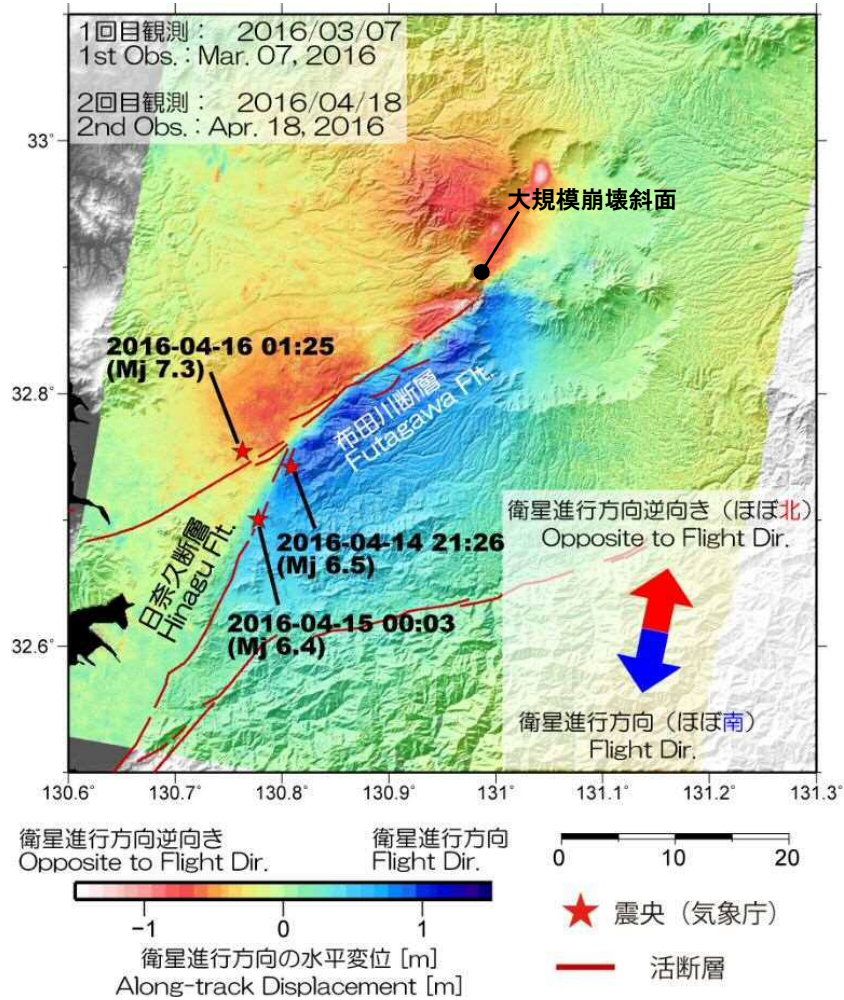 1回目観測： 2016/03/07
1st Obs.: Mar. 07, 2016
2回目観測： 2016/04/18
2nd Obs.: Apr. 18, 2016
33°
大規模崩壊斜面
2016-04-16 01:25
(Mj 7.3)
32.8°
布田川断層
Futagawa Flt.
衛星進行方向逆向き（ほぼ北）
Opposite to Flight Dir.
2016-04-14 21:26
(Mj 6.5)
日奈久断層
Hinagu Flt.
2016-04-15 00:03
(Mj 6.4)
32.6°
衛星進行方向（ほぼ南）
Flight Dir.
130.6° 130.7° 130.8° 130.9° 131° 131.1° 131.2° 131.3°
衛星進行方向逆向き 衛星進行方向
Opposite to Flight Dir. Flight Dir.
0 10 20
−1 0 1
震央（気象庁）
衛星進行方向の水平変位 [m]
Along-track Displacement [m]
活断層